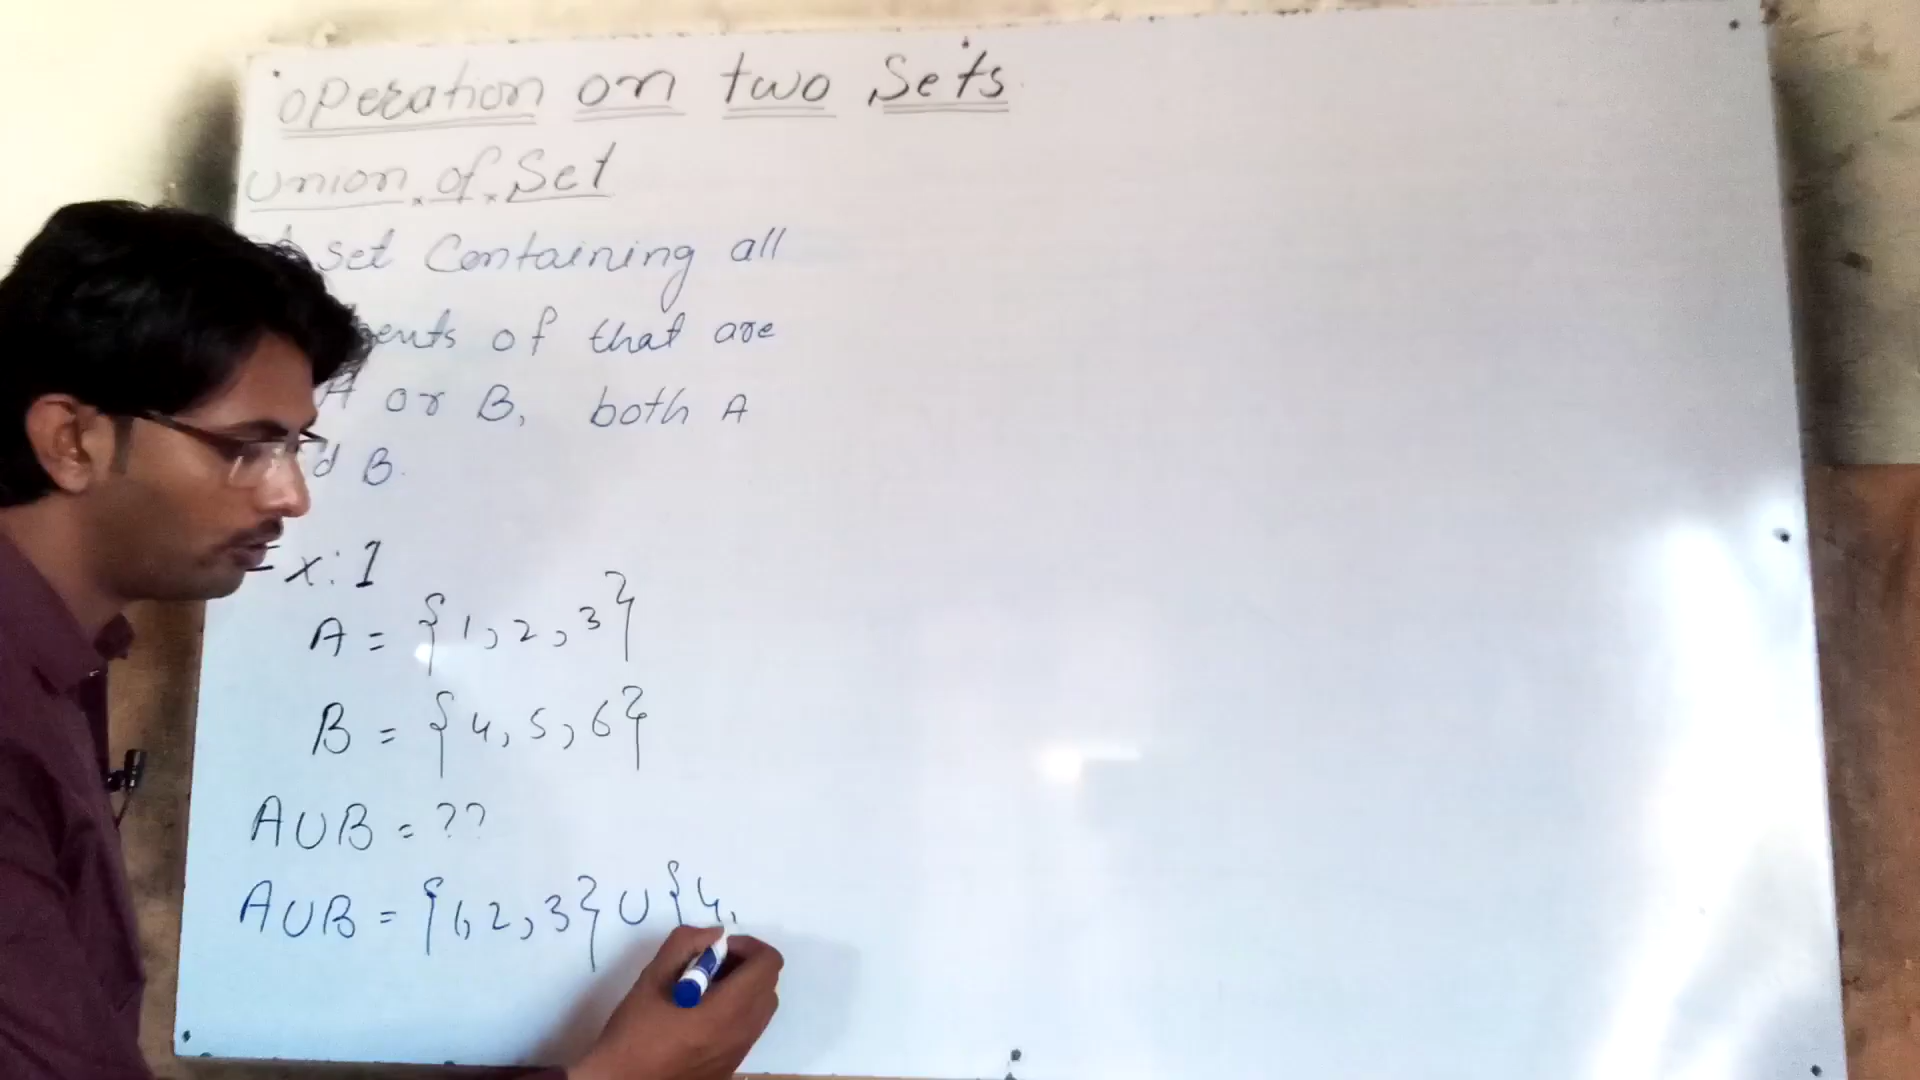 operation on two Sets
Union of Set
set Containing all
of that are
A or B, both A
B.
Ex: 1
A = {1, 2, 3}
B = {4, 5, 6}
A∪B = ??
A∪B = {1, 2, 3} ∪ {4,